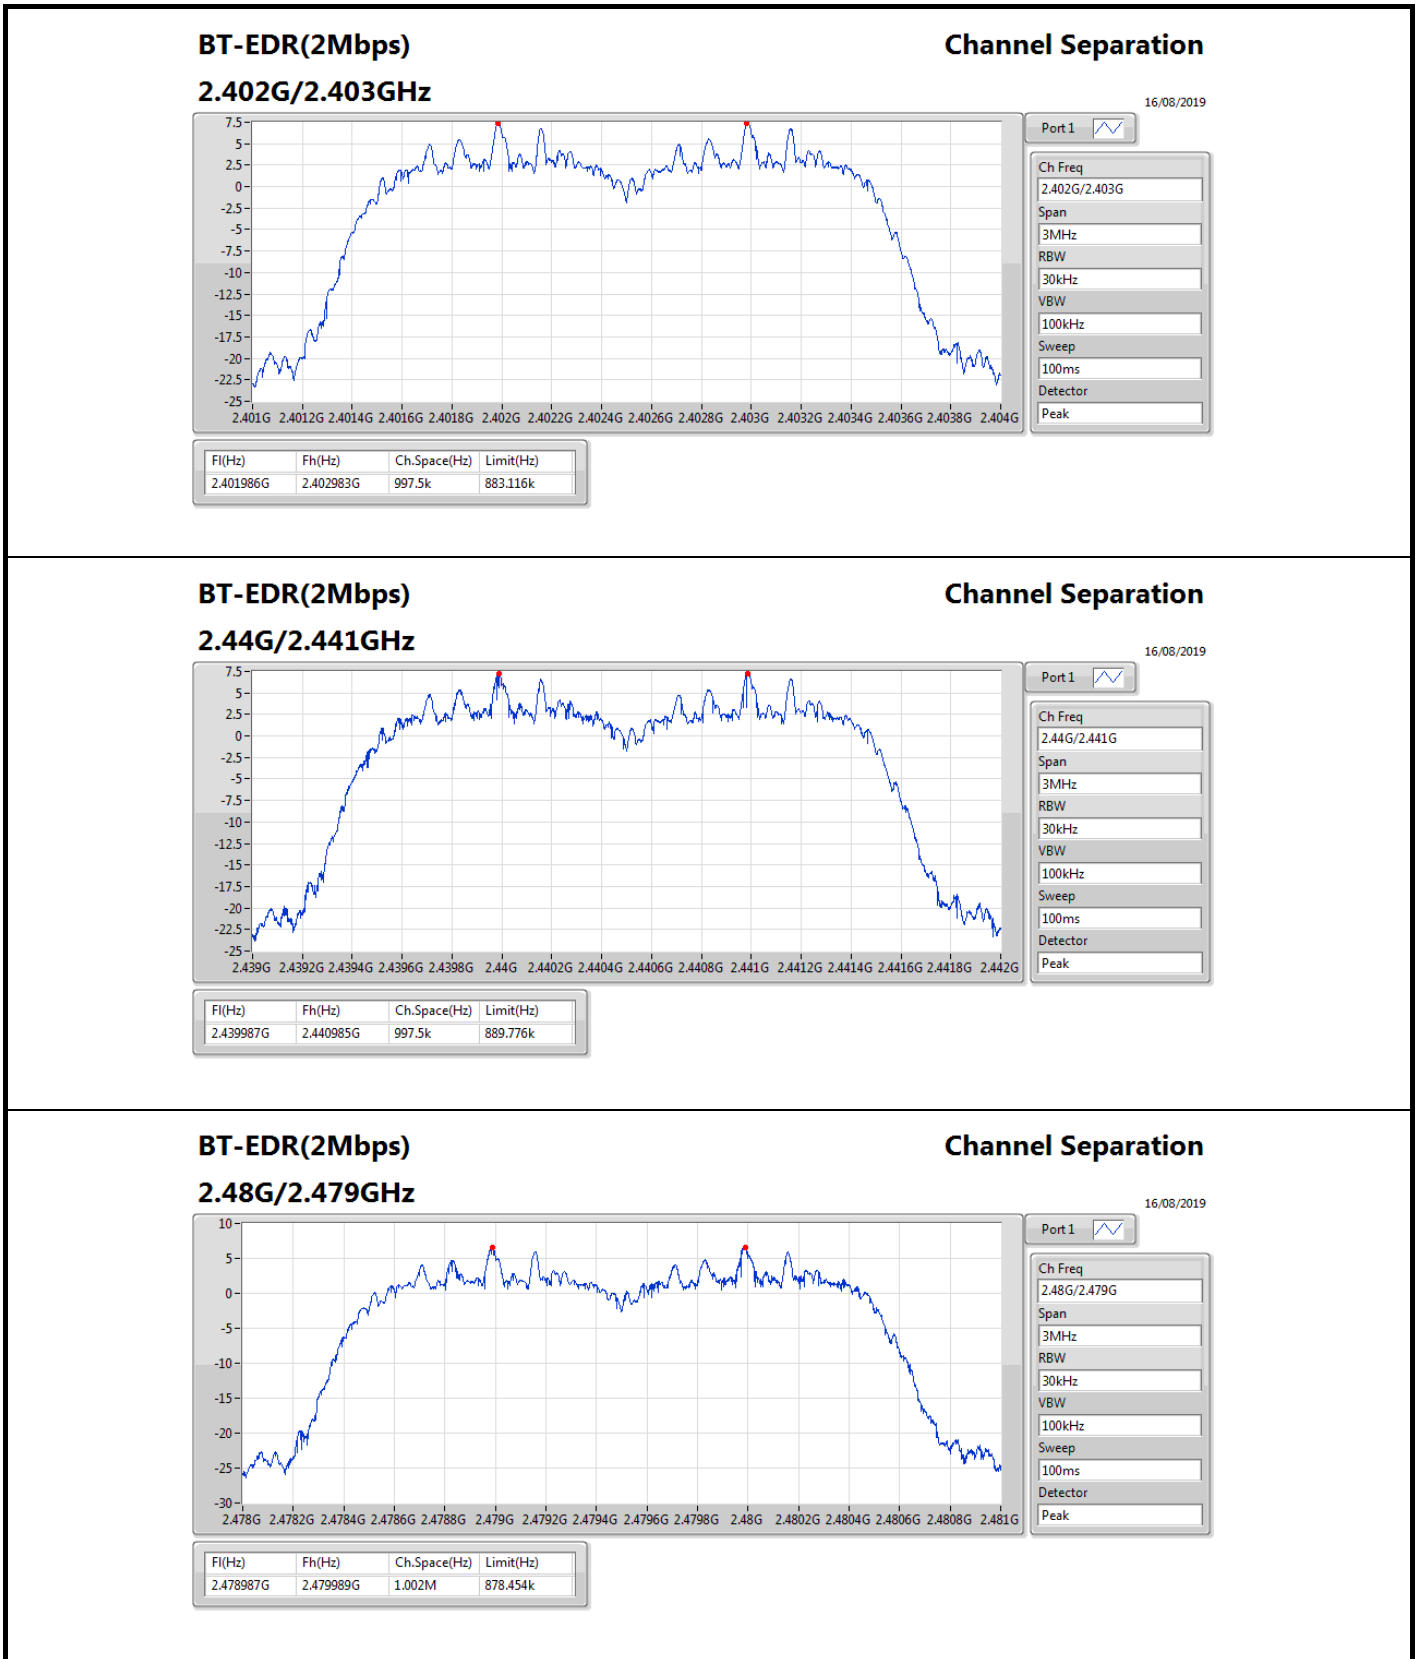 BT-EDR(2Mbps) Channel Separation
2.402G/2.403GHz
16/08/2019
7.5
5
2.5
0
-2.5
-5
-7.5
-10
-12.5
-15
-17.5
-20
-22.5
-25
2.401G 2.4012G 2.4014G 2.4016G 2.4018G 2.402G 2.4022G 2.4024G 2.4026G 2.4028G 2.403G 2.4032G 2.4034G 2.4036G 2.4038G 2.404G
Port 1
Ch Freq
2.402G/2.403G
Span
3MHz
RBW
30kHz
VBW
100kHz
Sweep
100ms
Detector
Peak
Fl(Hz) Fh(Hz) Ch.Space(Hz) Limit(Hz)
2.401986G 2.402983G 997.5k 883.116k
BT-EDR(2Mbps) Channel Separation
2.44G/2.441GHz
16/08/2019
7.5
5
2.5
0
-2.5
-5
-7.5
-10
-12.5
-15
-17.5
-20
-22.5
-25
2.439G 2.4392G 2.4394G 2.4396G 2.4398G 2.44G 2.4402G 2.4404G 2.4406G 2.4408G 2.441G 2.4412G 2.4414G 2.4416G 2.4418G 2.442G
Port 1
Ch Freq
2.44G/2.441G
Span
3MHz
RBW
30kHz
VBW
100kHz
Sweep
100ms
Detector
Peak
Fl(Hz) Fh(Hz) Ch.Space(Hz) Limit(Hz)
2.439987G 2.440985G 997.5k 889.776k
BT-EDR(2Mbps) Channel Separation
2.48G/2.479GHz
16/08/2019
10
5
0
-5
-10
-15
-20
-25
-30
2.478G 2.4782G 2.4784G 2.4786G 2.4788G 2.479G 2.4792G 2.4794G 2.4796G 2.4798G 2.48G 2.4802G 2.4804G 2.4806G 2.4808G 2.481G
Port 1
Ch Freq
2.48G/2.479G
Span
3MHz
RBW
30kHz
VBW
100kHz
Sweep
100ms
Detector
Peak
Fl(Hz) Fh(Hz) Ch.Space(Hz) Limit(Hz)
2.478987G 2.479989G 1.002M 878.454k